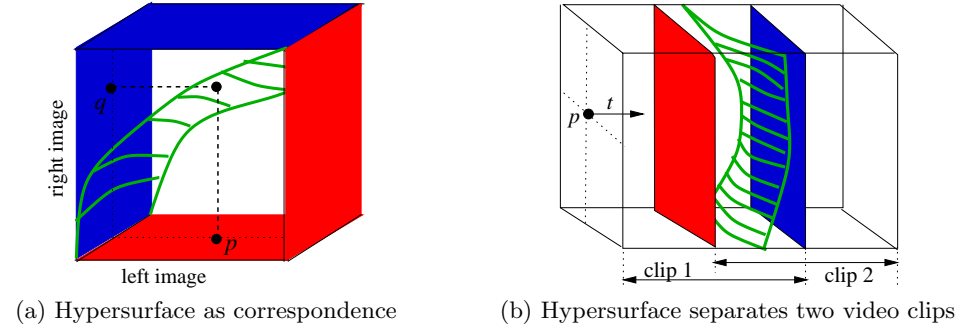 right image
q
p
left image
(a) Hypersurface as correspondence
p
t
clip 1
clip 2
(b) Hypersurface separates two video clips